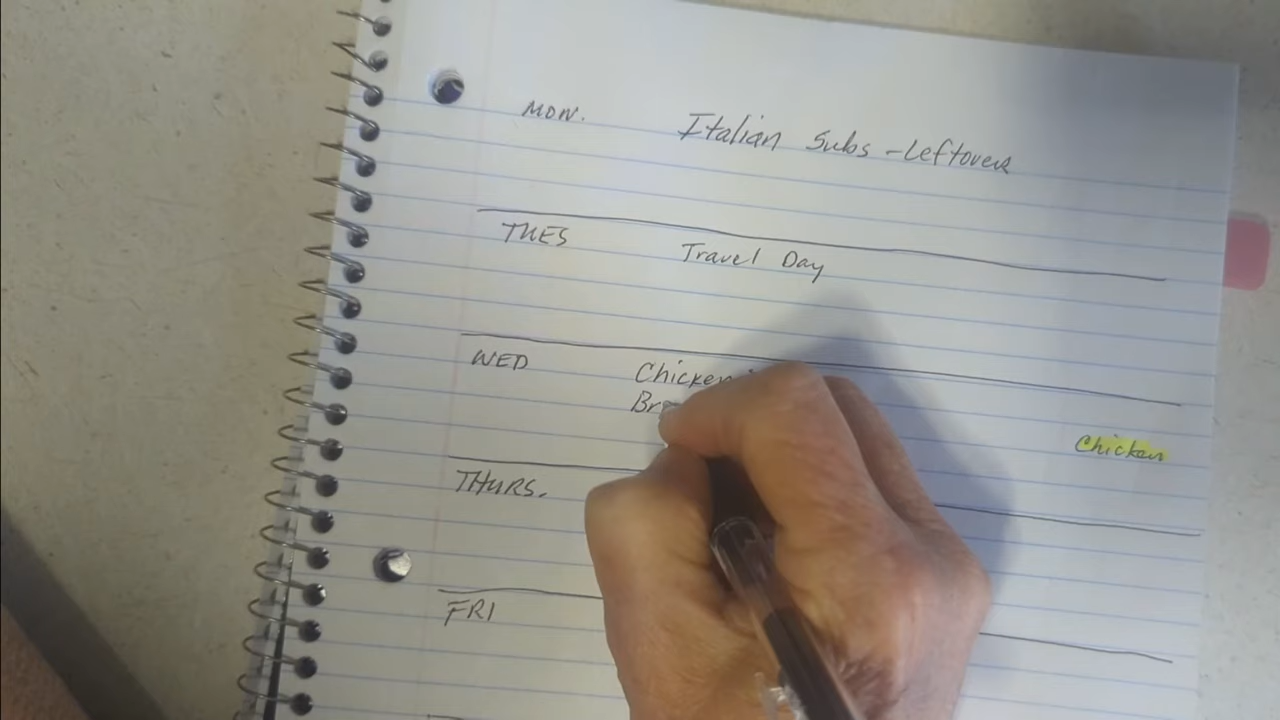 MON. Italian Subs - Leftovers
TUES Travel Day
WED Chicken
Chicken
THURS.
FRI